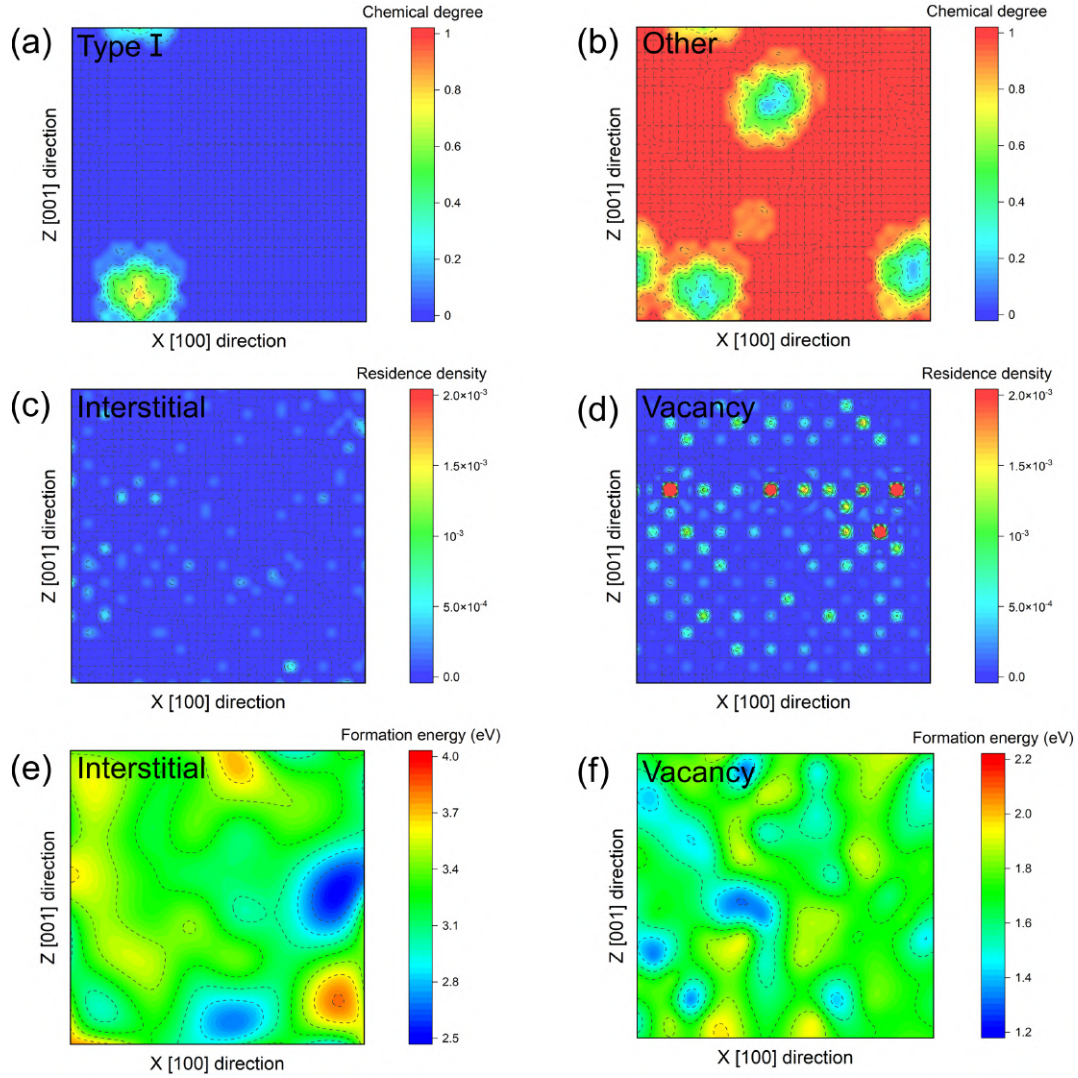 (a)
Type I
Chemical degree
1
0.8
0.6
0.4
0.2
0
Z [001] direction
X [100] direction
(b)
Other
Chemical degree
1
0.8
0.6
0.4
0.2
0
Z [001] direction
X [100] direction
(c)
Interstitial
Residence density
2.0×10⁻³
1.5×10⁻³
10⁻³
5.0×10⁻⁴
0.0
Z [001] direction
X [100] direction
(d)
Vacancy
Residence density
2.0×10⁻³
1.5×10⁻³
10⁻³
5.0×10⁻⁴
0.0
Z [001] direction
X [100] direction
(e)
Interstitial
Formation energy (eV)
4.0
3.7
3.4
3.1
2.8
2.5
Z [001] direction
X [100] direction
(f)
Vacancy
Formation energy (eV)
2.2
2.0
1.8
1.6
1.4
1.2
Z [001] direction
X [100] direction